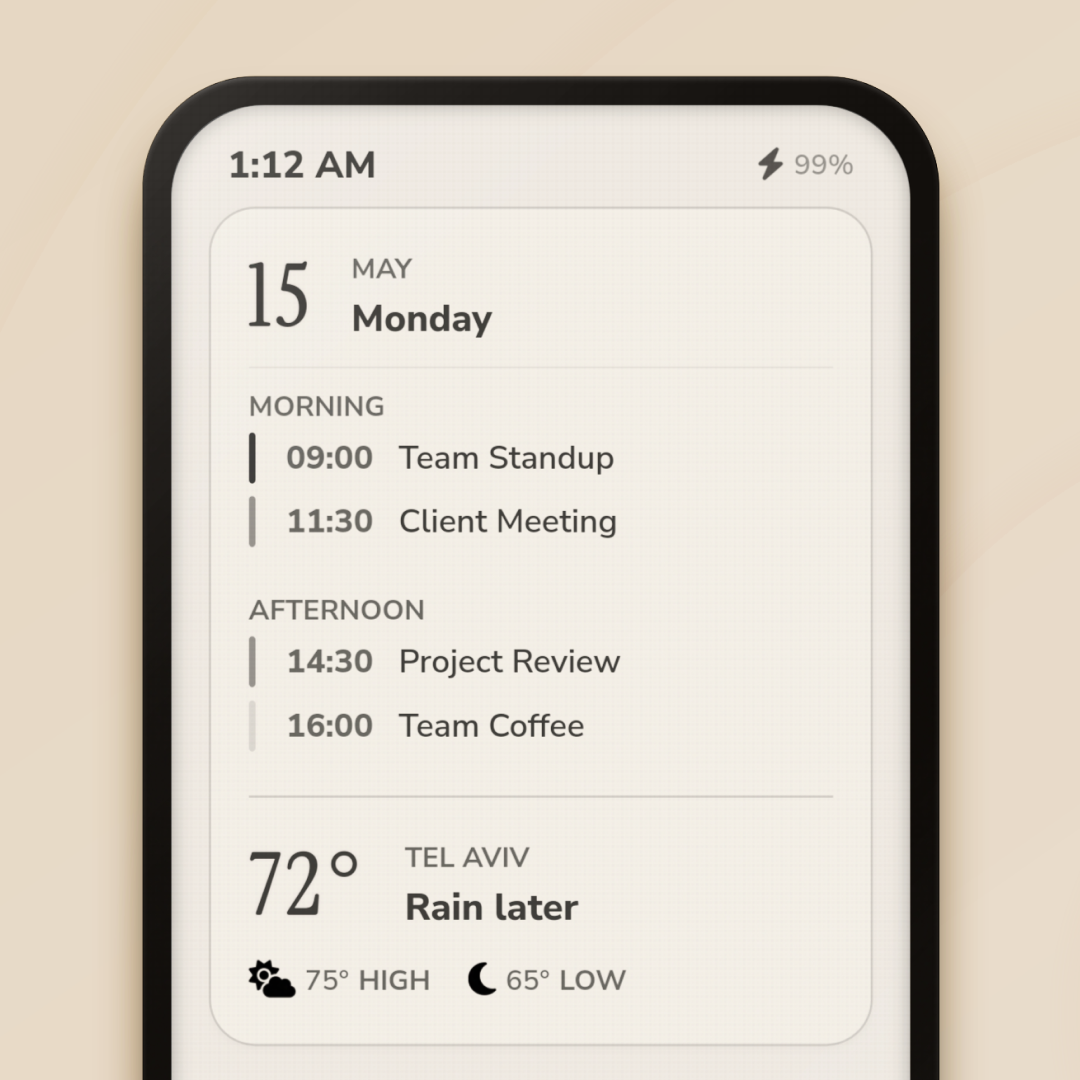 1:12 AM 99%
15 MAY
Monday
MORNING
09:00 Team Standup
11:30 Client Meeting
AFTERNOON
14:30 Project Review
16:00 Team Coffee
72° TEL AVIV
Rain later
75° HIGH 65° LOW